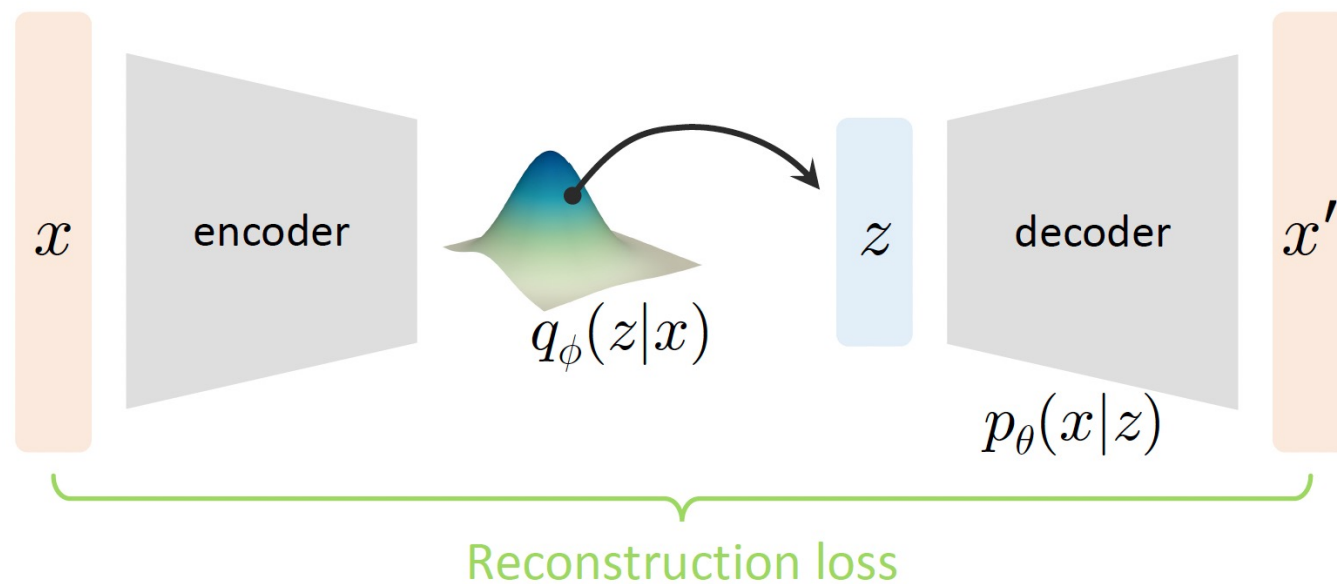 x
encoder
q_ϕ(z|x)
z
decoder
p_θ(x|z)
x′
Reconstruction loss